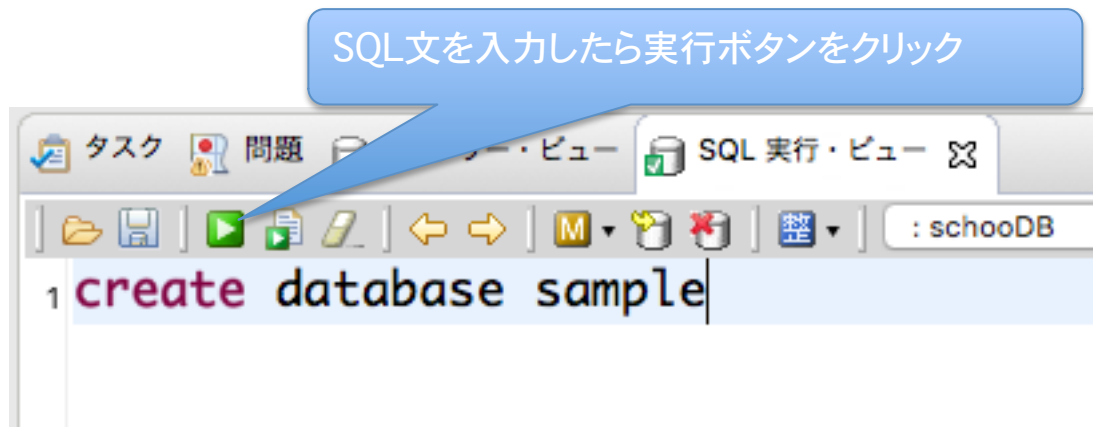 SQL文を入力したら実行ボタンをクリック
タスク 問題 ー・ビュー SQL 実行・ビュー
M 整 : schooDB
1 create database sample